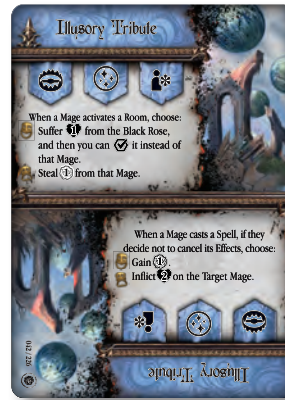 Illusory Tribute
When a Mage activates a Room, choose:
Suffer 1 from the Black Rose,
and then you can it instead of
that Mage.
Steal 1 from that Mage.
When a Mage casts a Spell, if they
decide not to cancel its Effects, choose:
Gain 1.
Inflict 2 on the Target Mage.
012 / 220
Illusory Tribute